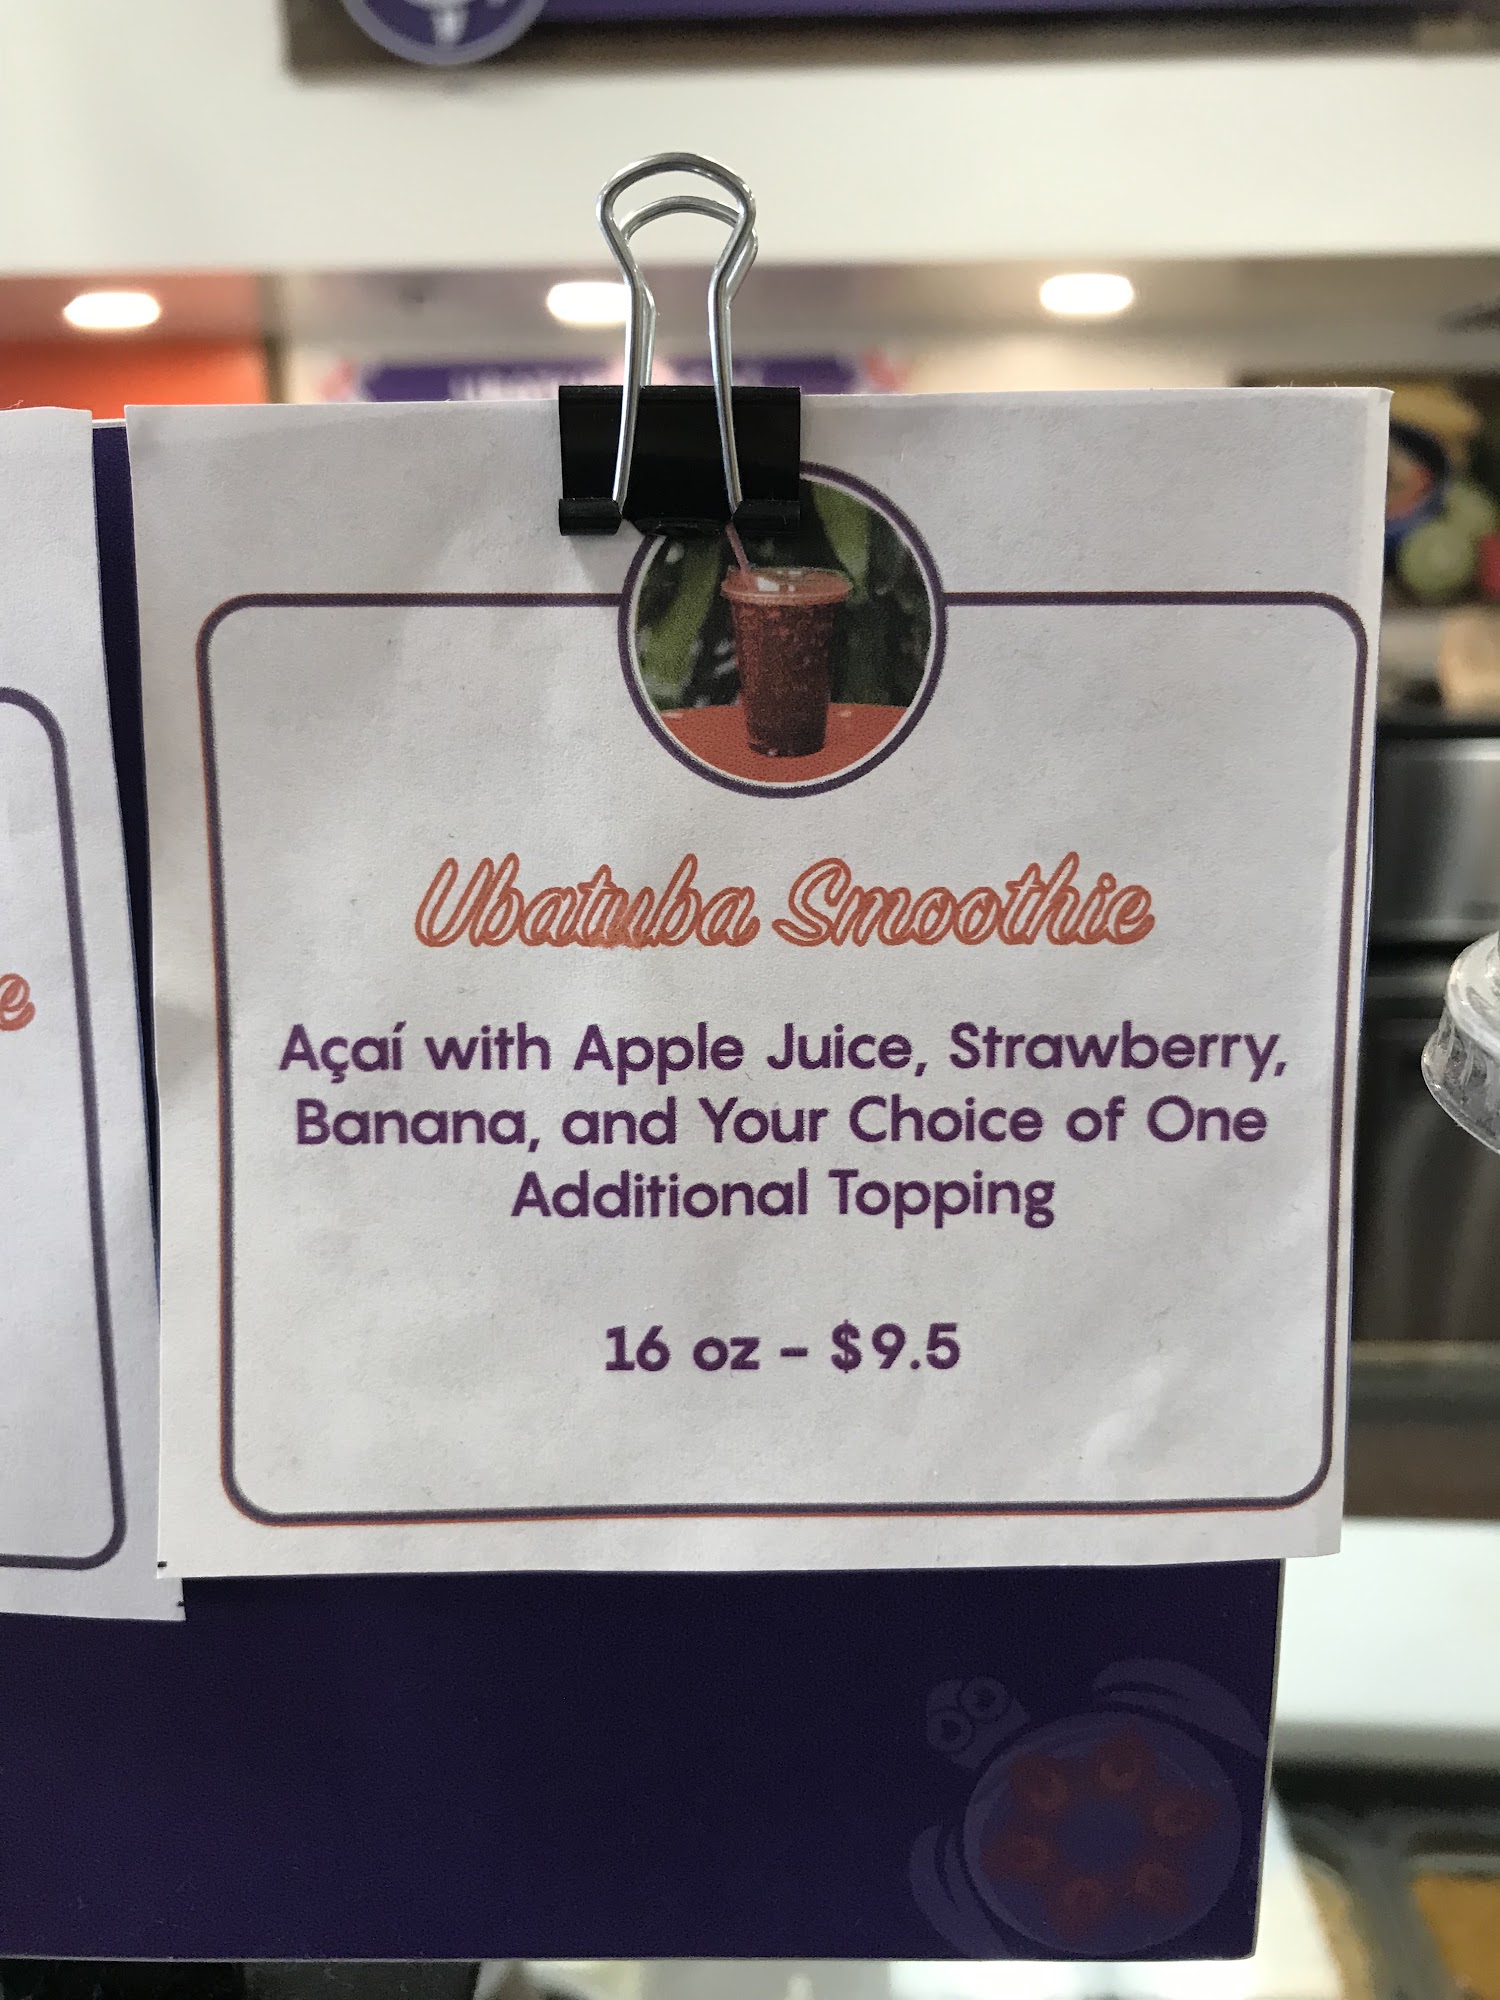 Ubatuba Smoothie
Açaí with Apple Juice, Strawberry,
Banana, and Your Choice of One
Additional Topping
16 oz - $9.5
e